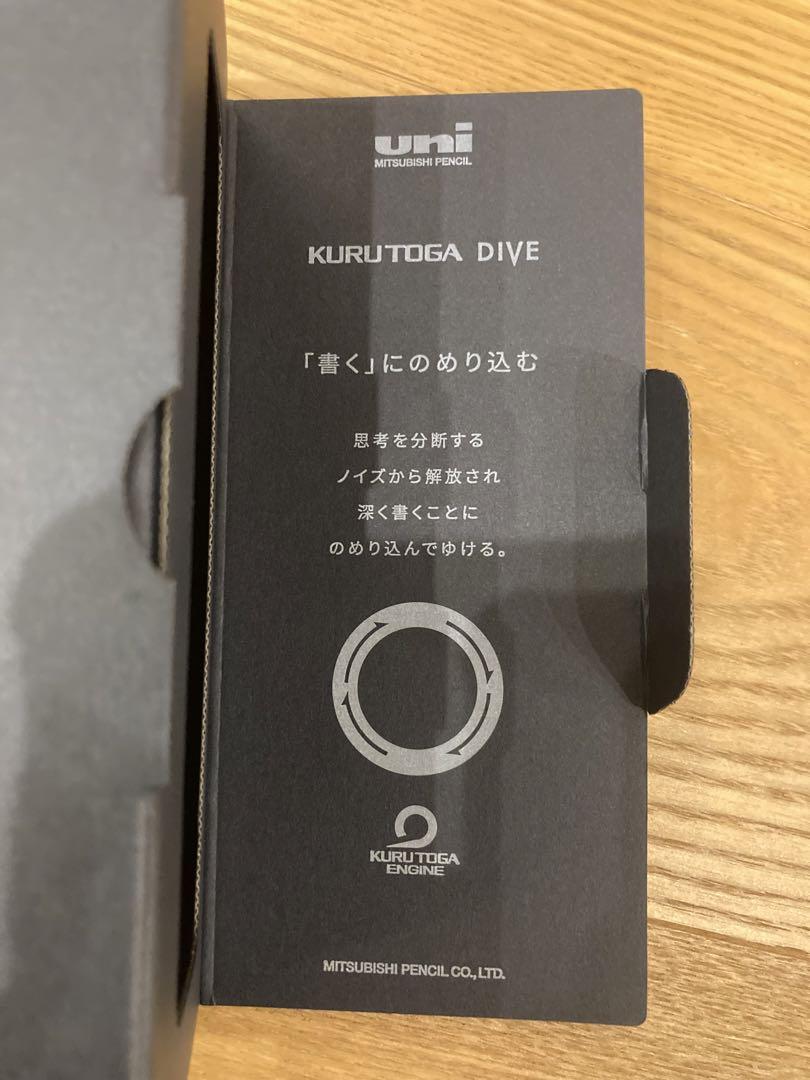 uni
MITSUBISHI PENCIL
KURUTOGA DIVE
「書く」にのめり込む
思考を分断する
ノイズから解放され
深く書くことに
のめり込んでゆける。
KURUTOGA
ENGINE
MITSUBISHI PENCIL CO., LTD.